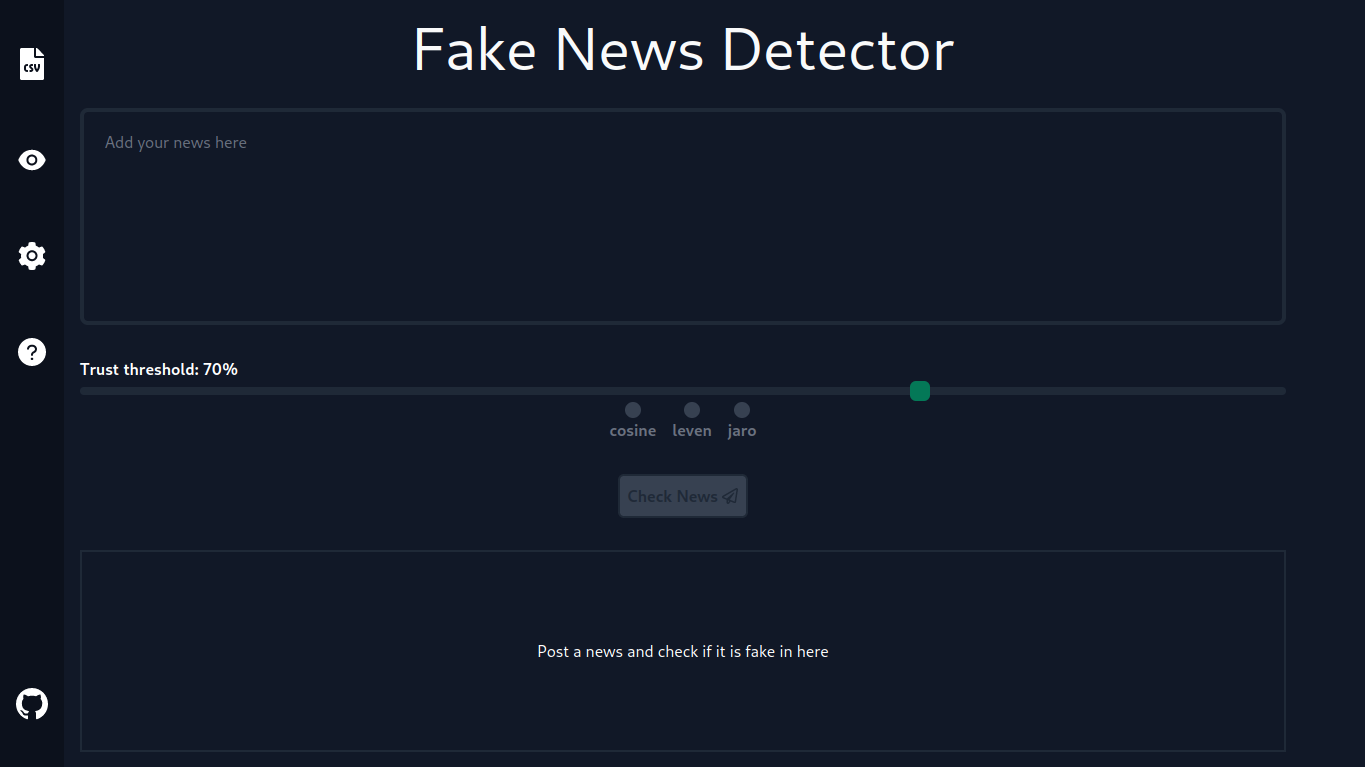 Fake News Detector
CSV
Add your news here
?
Trust threshold: 70%
cosine leven jaro
Check News
Post a news and check if it is fake in here